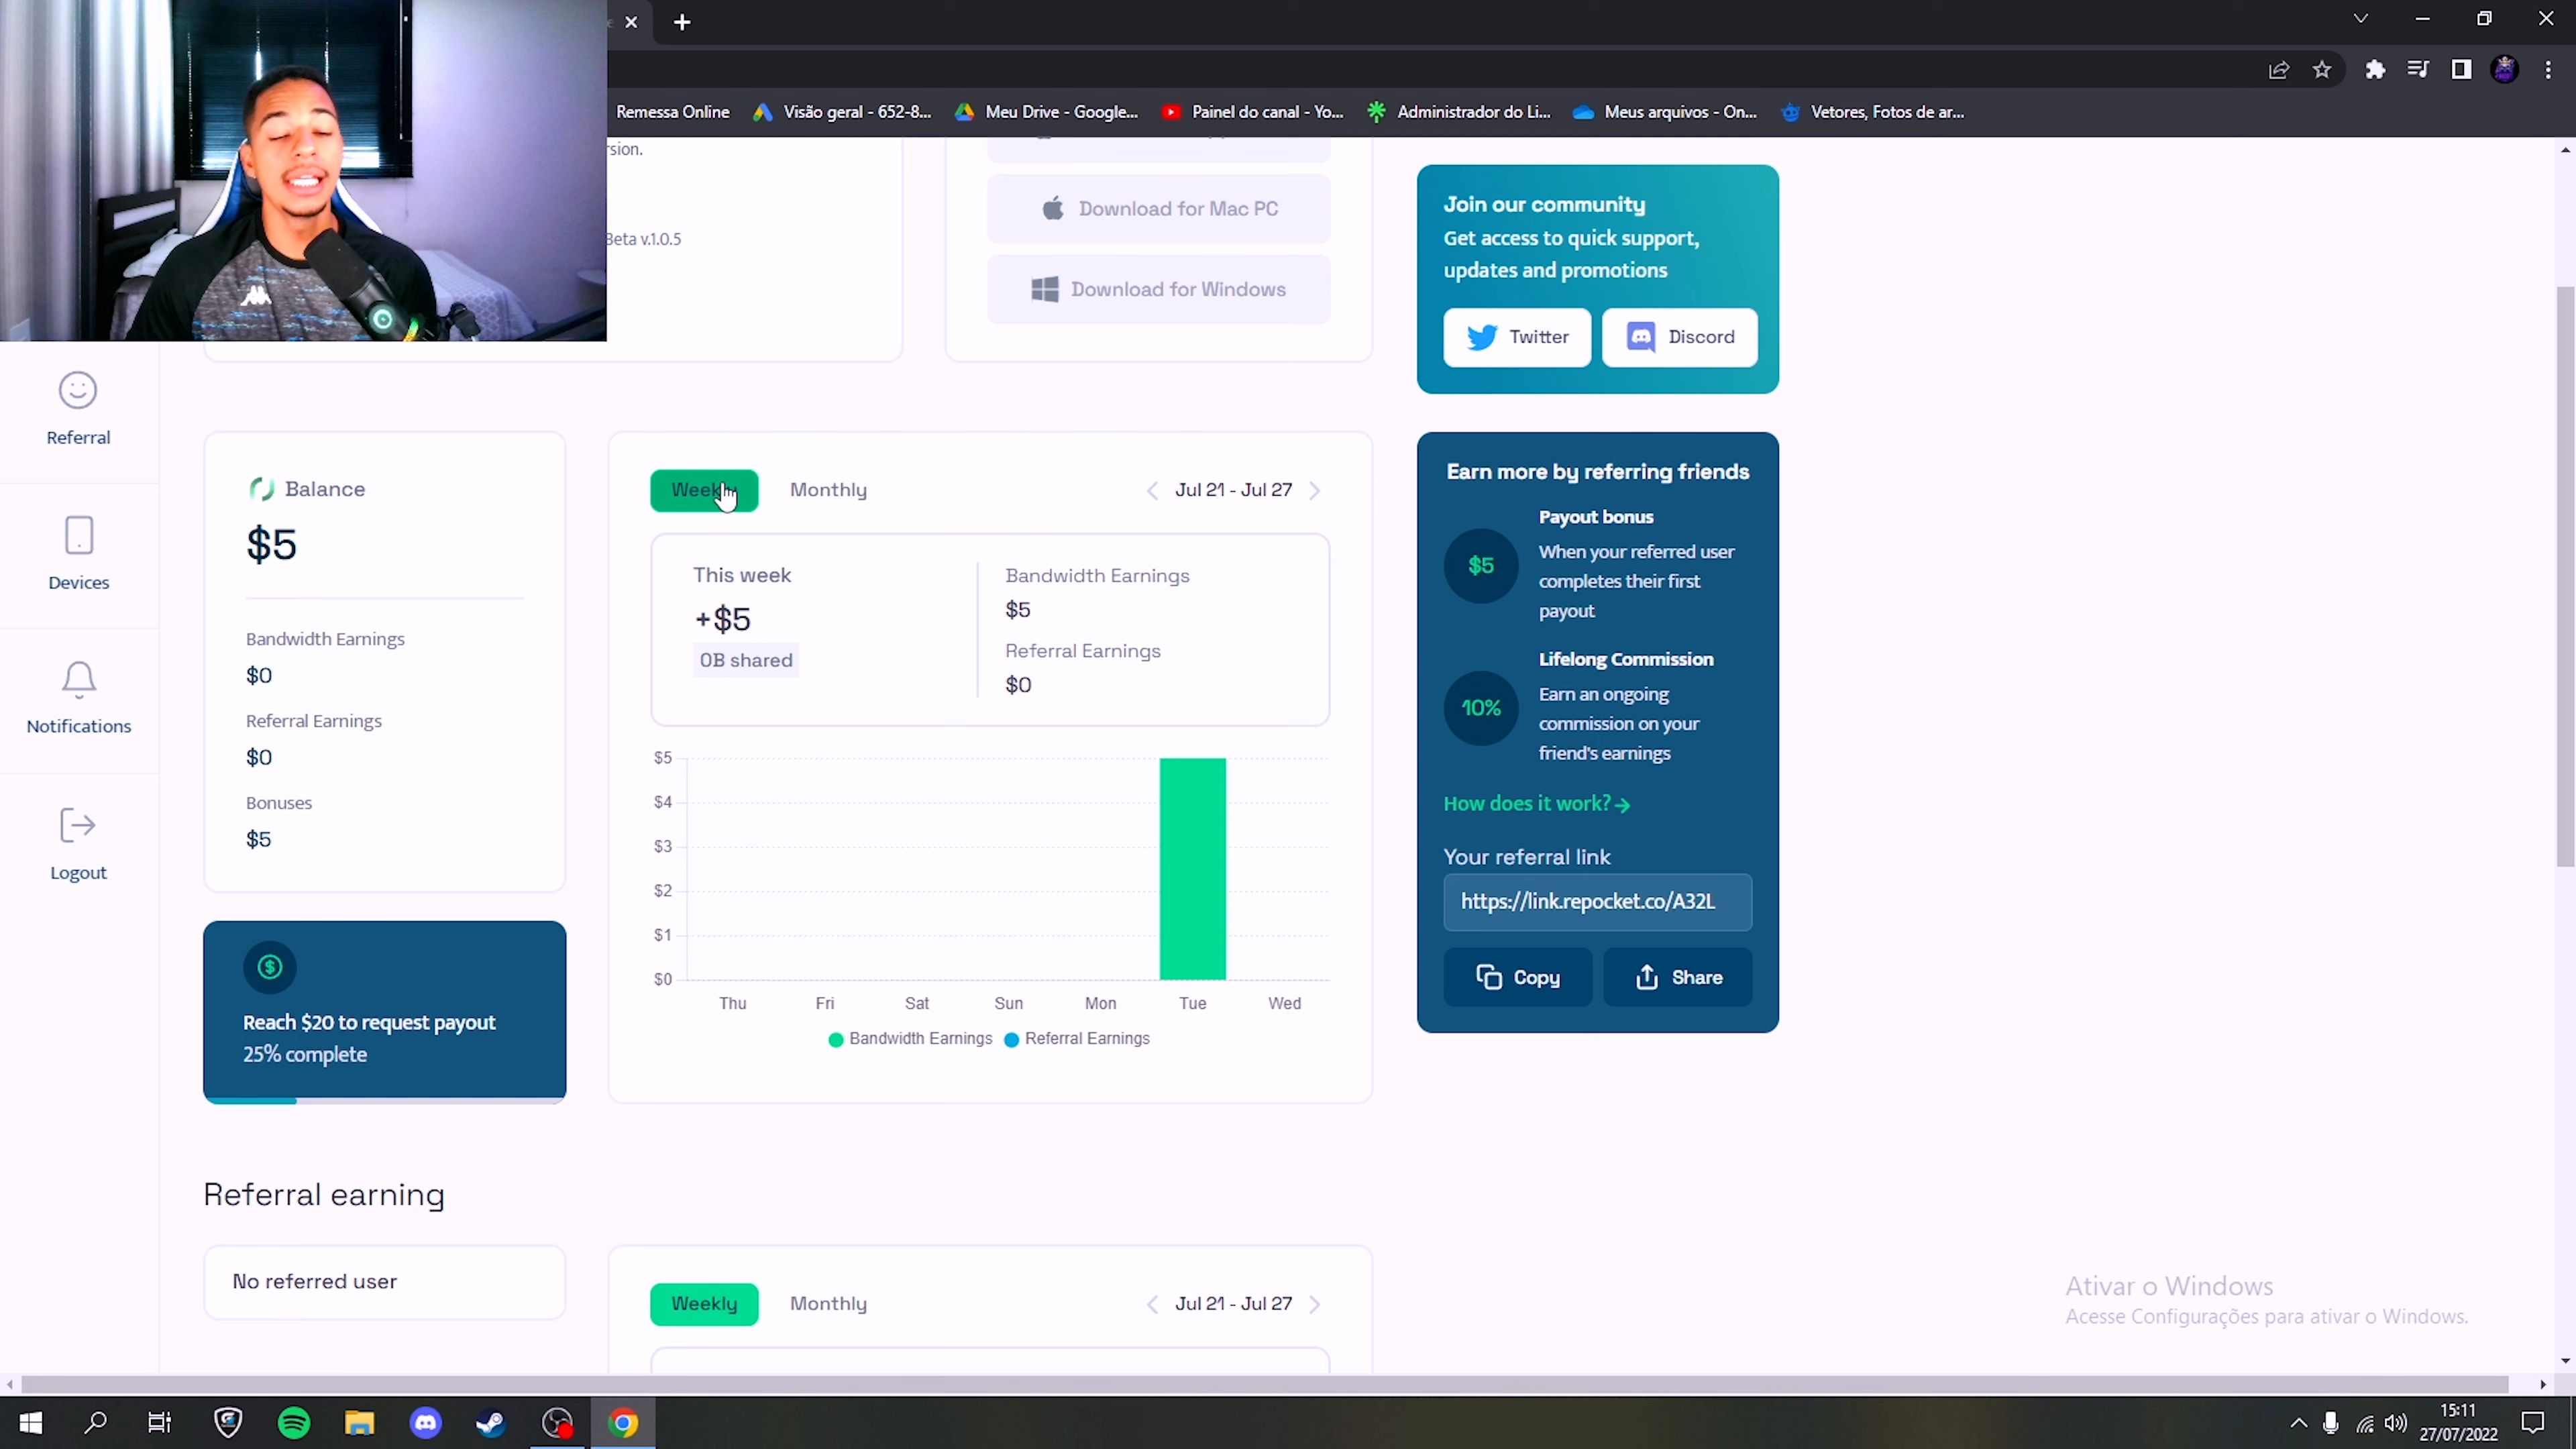 Remessa Online
Visão geral - 652-8...
Meu Drive - Google...
Painel do canal - Yo...
Administrador do Li...
Meus arquivos - On...
Vetores, Fotos de ar...
rsion.
Beta v.1.0.5
Download for Mac PC
Download for Windows
Join our community
Get access to quick support,
updates and promotions
Twitter
Discord
Referral
Devices
Notifications
Logout
Balance
$5
Bandwidth Earnings
$0
Referral Earnings
$0
Bonuses
$5
Reach $20 to request payout
25% complete
Weekly
Monthly
Jul 21 - Jul 27
This week
+$5
0B shared
Bandwidth Earnings
$5
Referral Earnings
$0
$5
$4
$3
$2
$1
$0
Thu Fri Sat Sun Mon Tue Wed
Bandwidth Earnings
Referral Earnings
Earn more by referring friends
$5
Payout bonus
When your referred user
completes their first
payout
10%
Lifelong Commission
Earn an ongoing
commission on your
friend's earnings
How does it work?
Your referral link
https://link.repocket.co/A32L
Copy
Share
Referral earning
No referred user
Weekly
Monthly
Jul 21 - Jul 27
Ativar o Windows
Acesse Configurações para ativar o Windows.
15:11
27/07/2022